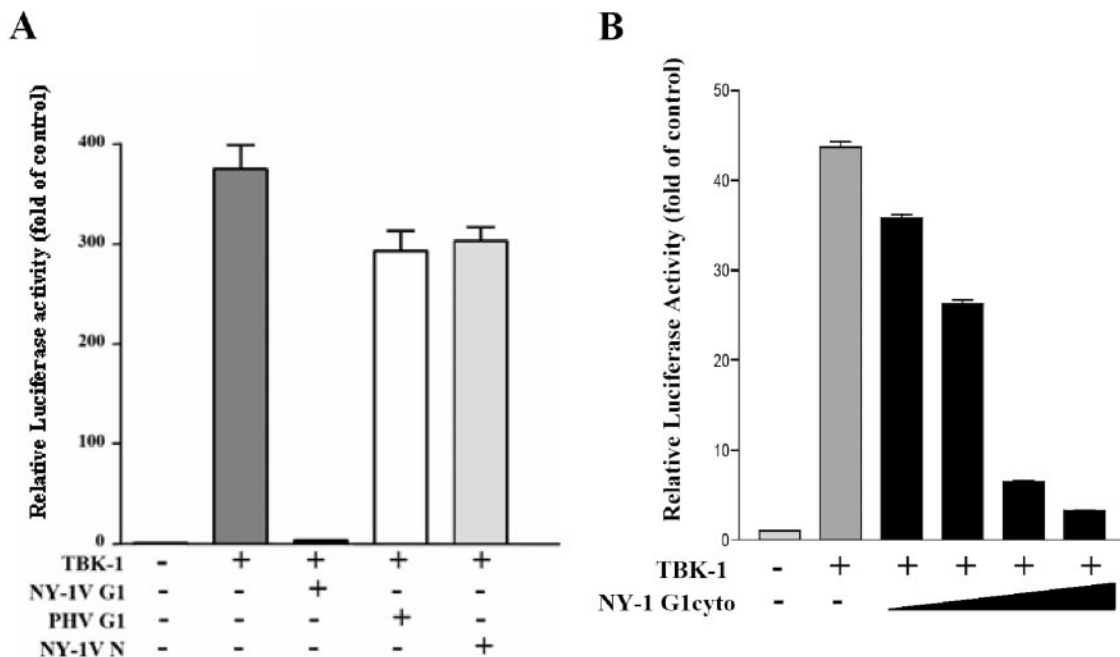 A
Relative Luciferase activity (fold of control)
400
300
200
100
0
TBK-1 - + + + +
NY-1V G1 - - + - -
PHV G1 - - - + -
NY-1V N - - - - +
B
Relative Luciferase Activity (fold of control)
50
40
30
20
10
0
TBK-1 - + + + + +
NY-1 G1cyto - -